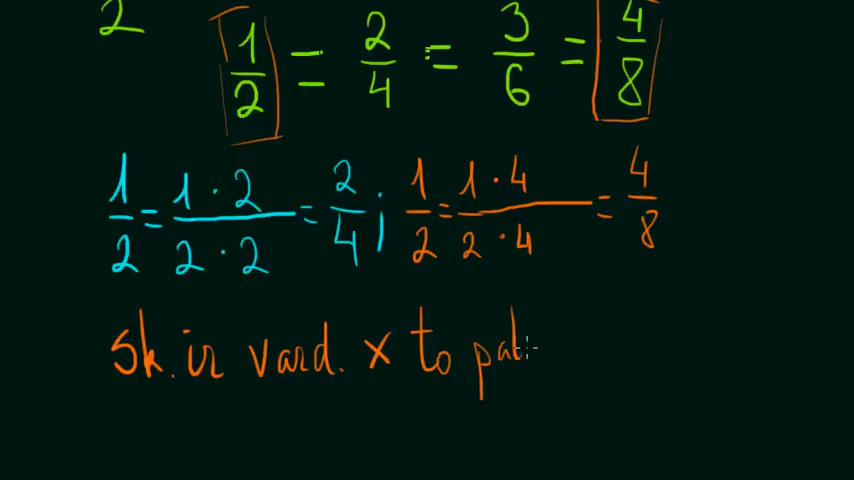 2
1/2 = 2/4 = 3/6 = 4/8
1/2 = 1 · 2 / 2 · 2 = 2/4 ; 1/2 = 1 · 4 / 2 · 4 = 4/8
Sk. ir vard. x to pat